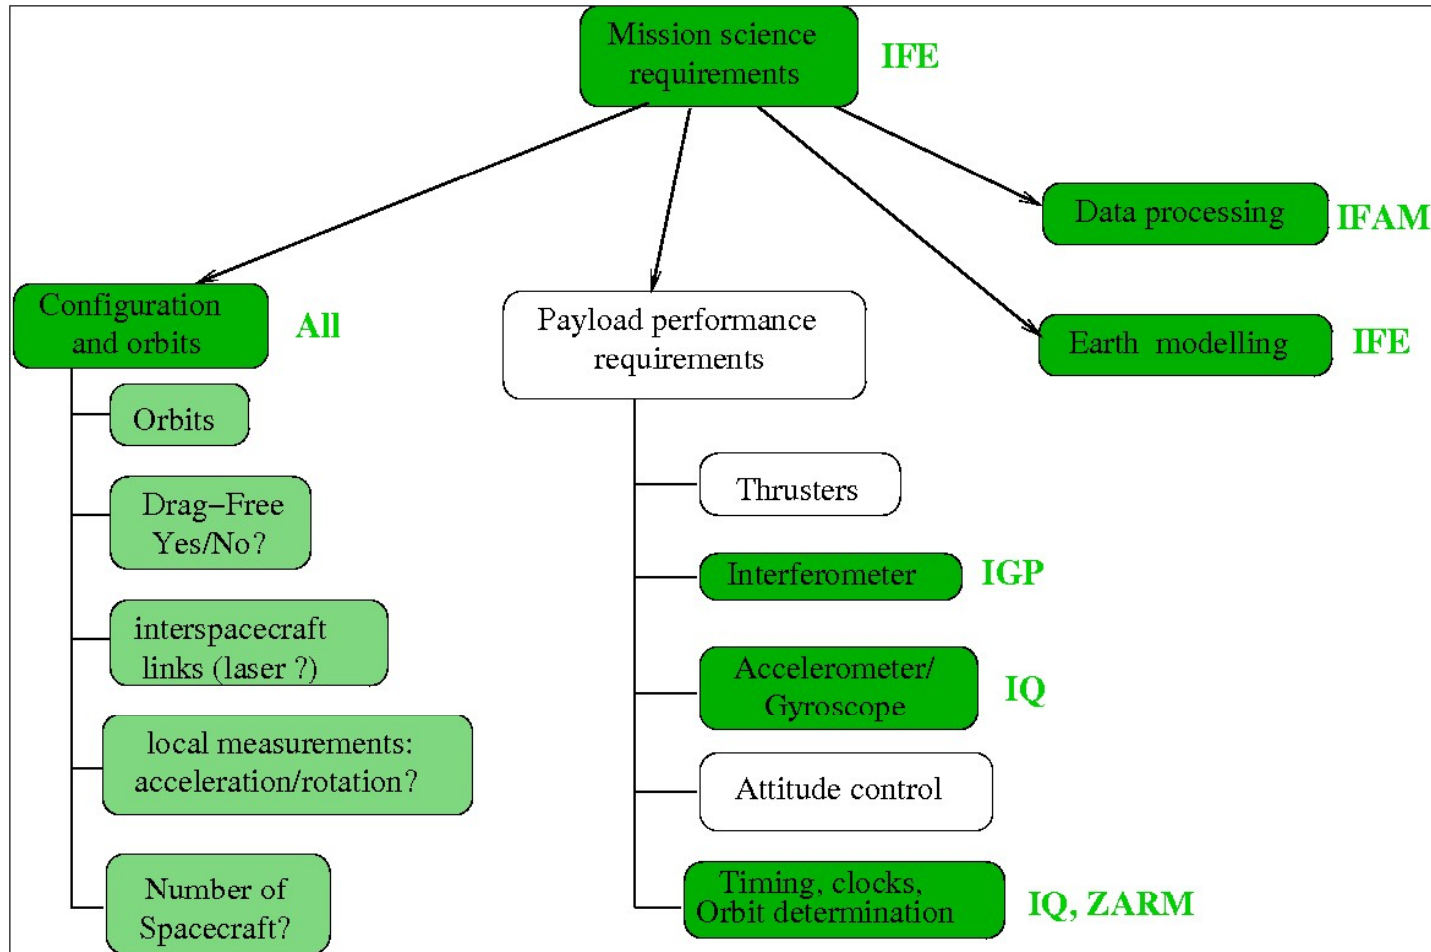 Mission science
requirements
IFE
Data processing
IFAM
Configuration
and orbits
All
Payload performance
requirements
Earth modelling
IFE
Orbits
Drag–Free
Yes/No?
interspacecraft
links (laser ?)
local measurements:
acceleration/rotation?
Number of
Spacecraft?
Thrusters
Interferometer
IGP
Accelerometer/
Gyroscope
IQ
Attitude control
Timing, clocks,
Orbit determination
IQ, ZARM